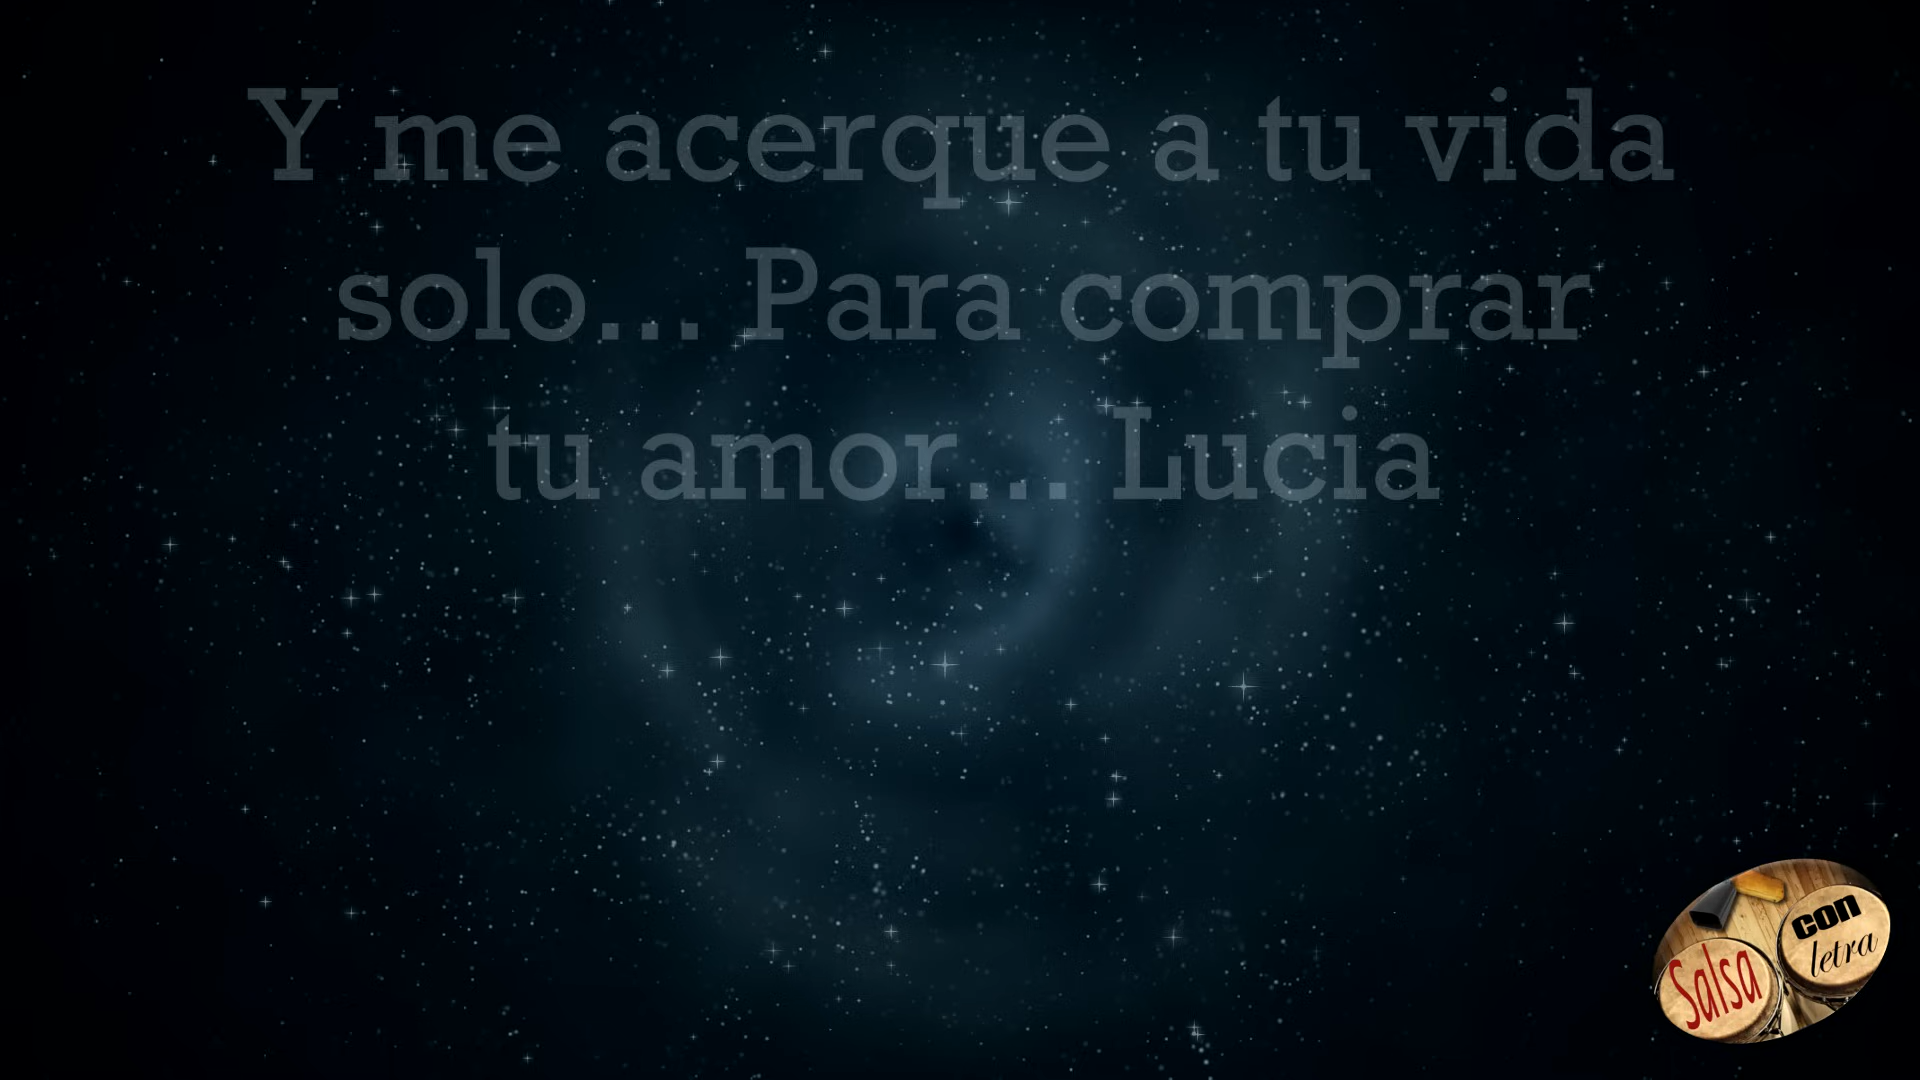 Y me acerque a tu vida
solo... Para comprar
tu amor... Lucia
con
letra
Salsa